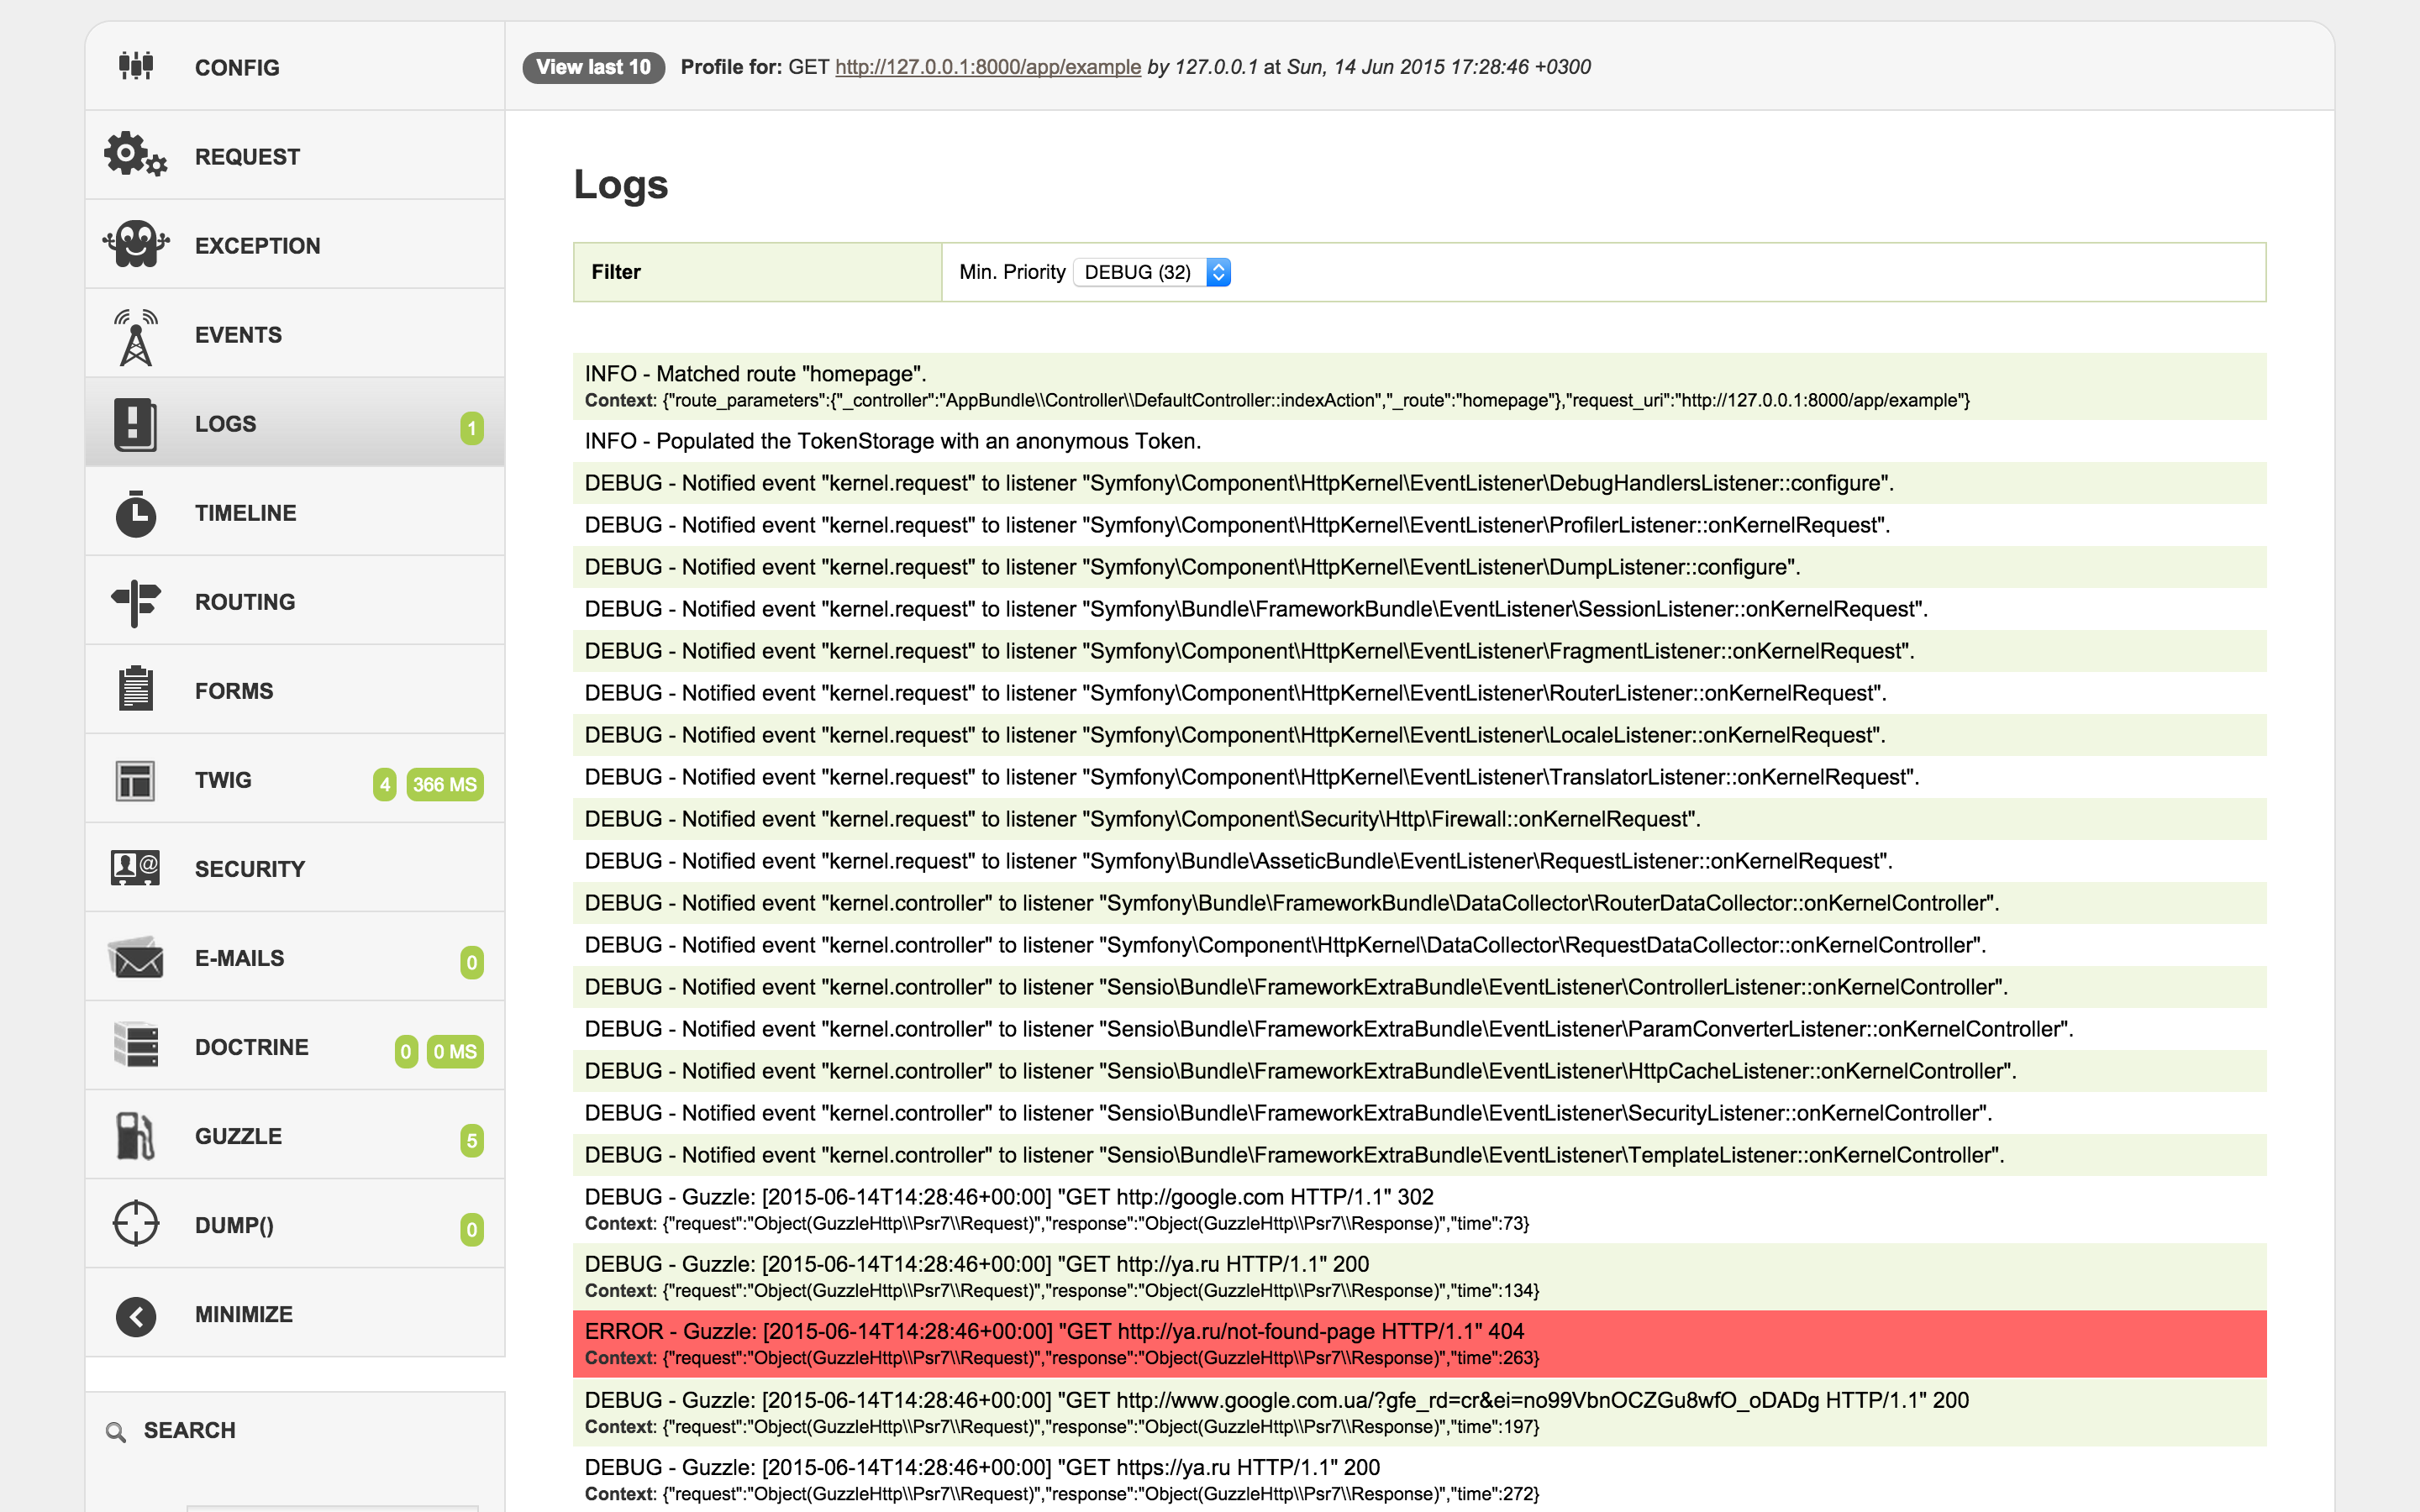 CONFIG
REQUEST
EXCEPTION
EVENTS
LOGS 1
TIMELINE
ROUTING
FORMS
TWIG 4 366 MS
SECURITY
E-MAILS 0
DOCTRINE 0 0 MS
GUZZLE 5
DUMP() 0
MINIMIZE
SEARCH
View last 10 Profile for: GET http://127.0.0.1:8000/app/example by 127.0.0.1 at Sun, 14 Jun 2015 17:28:46 +0300
Logs
Filter Min. Priority DEBUG (32)
INFO - Matched route "homepage".
Context: {"route_parameters":{"_controller":"AppBundle\\Controller\\DefaultController::indexAction","_route":"homepage"},"request_uri":"http://127.0.0.1:8000/app/example"}
INFO - Populated the TokenStorage with an anonymous Token.
DEBUG - Notified event "kernel.request" to listener "Symfony\Component\HttpKernel\EventListener\DebugHandlersListener::configure".
DEBUG - Notified event "kernel.request" to listener "Symfony\Component\HttpKernel\EventListener\ProfilerListener::onKernelRequest".
DEBUG - Notified event "kernel.request" to listener "Symfony\Component\HttpKernel\EventListener\DumpListener::configure".
DEBUG - Notified event "kernel.request" to listener "Symfony\Bundle\FrameworkBundle\EventListener\SessionListener::onKernelRequest".
DEBUG - Notified event "kernel.request" to listener "Symfony\Component\HttpKernel\EventListener\FragmentListener::onKernelRequest".
DEBUG - Notified event "kernel.request" to listener "Symfony\Component\HttpKernel\EventListener\RouterListener::onKernelRequest".
DEBUG - Notified event "kernel.request" to listener "Symfony\Component\HttpKernel\EventListener\LocaleListener::onKernelRequest".
DEBUG - Notified event "kernel.request" to listener "Symfony\Component\HttpKernel\EventListener\TranslatorListener::onKernelRequest".
DEBUG - Notified event "kernel.request" to listener "Symfony\Component\Security\Http\Firewall::onKernelRequest".
DEBUG - Notified event "kernel.request" to listener "Symfony\Bundle\AsseticBundle\EventListener\RequestListener::onKernelRequest".
DEBUG - Notified event "kernel.controller" to listener "Symfony\Bundle\FrameworkBundle\DataCollector\RouterDataCollector::onKernelController".
DEBUG - Notified event "kernel.controller" to listener "Symfony\Component\HttpKernel\DataCollector\RequestDataCollector::onKernelController".
DEBUG - Notified event "kernel.controller" to listener "Sensio\Bundle\FrameworkExtraBundle\EventListener\ControllerListener::onKernelController".
DEBUG - Notified event "kernel.controller" to listener "Sensio\Bundle\FrameworkExtraBundle\EventListener\ParamConverterListener::onKernelController".
DEBUG - Notified event "kernel.controller" to listener "Sensio\Bundle\FrameworkExtraBundle\EventListener\HttpCacheListener::onKernelController".
DEBUG - Notified event "kernel.controller" to listener "Sensio\Bundle\FrameworkExtraBundle\EventListener\SecurityListener::onKernelController".
DEBUG - Notified event "kernel.controller" to listener "Sensio\Bundle\FrameworkExtraBundle\EventListener\TemplateListener::onKernelController".
DEBUG - Guzzle: [2015-06-14T14:28:46+00:00] "GET http://google.com HTTP/1.1" 302
Context: {"request":"Object(GuzzleHttp\\Psr7\\Request)","response":"Object(GuzzleHttp\\Psr7\\Response)","time":73}
DEBUG - Guzzle: [2015-06-14T14:28:46+00:00] "GET http://ya.ru HTTP/1.1" 200
Context: {"request":"Object(GuzzleHttp\\Psr7\\Request)","response":"Object(GuzzleHttp\\Psr7\\Response)","time":134}
ERROR - Guzzle: [2015-06-14T14:28:46+00:00] "GET http://ya.ru/not-found-page HTTP/1.1" 404
Context: {"request":"Object(GuzzleHttp\\Psr7\\Request)","response":"Object(GuzzleHttp\\Psr7\\Response)","time":263}
DEBUG - Guzzle: [2015-06-14T14:28:46+00:00] "GET http://www.google.com.ua/?gfe_rd=cr&ei=no99VbnOCZGu8wfO_oDADg HTTP/1.1" 200
Context: {"request":"Object(GuzzleHttp\\Psr7\\Request)","response":"Object(GuzzleHttp\\Psr7\\Response)","time":197}
DEBUG - Guzzle: [2015-06-14T14:28:46+00:00] "GET https://ya.ru HTTP/1.1" 200
Context: {"request":"Object(GuzzleHttp\\Psr7\\Request)","response":"Object(GuzzleHttp\\Psr7\\Response)","time":272}